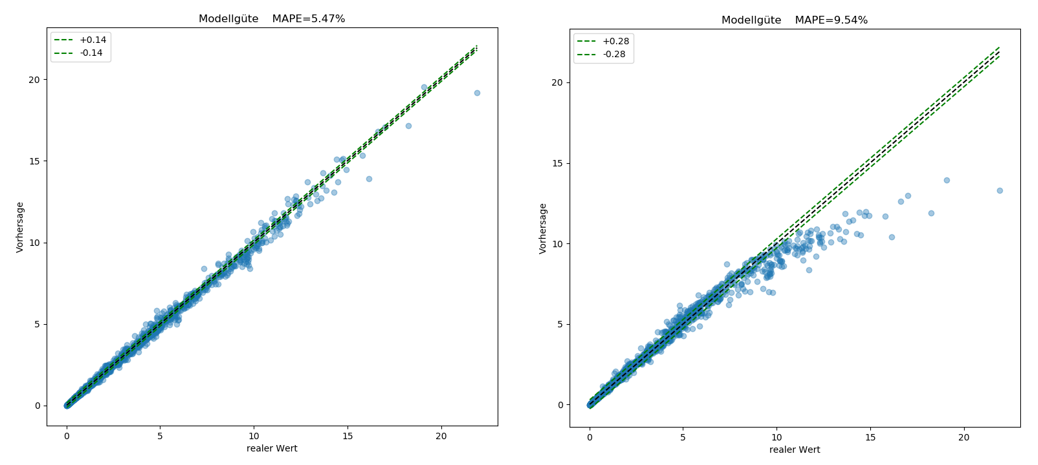 Modellgüte    MAPE=5.47%
+0.14
-0.14
20
15
10
5
0
Vorhersage
0 5 10 15 20
realer Wert
Modellgüte    MAPE=9.54%
+0.28
-0.28
20
15
10
5
0
Vorhersage
0 5 10 15 20
realer Wert